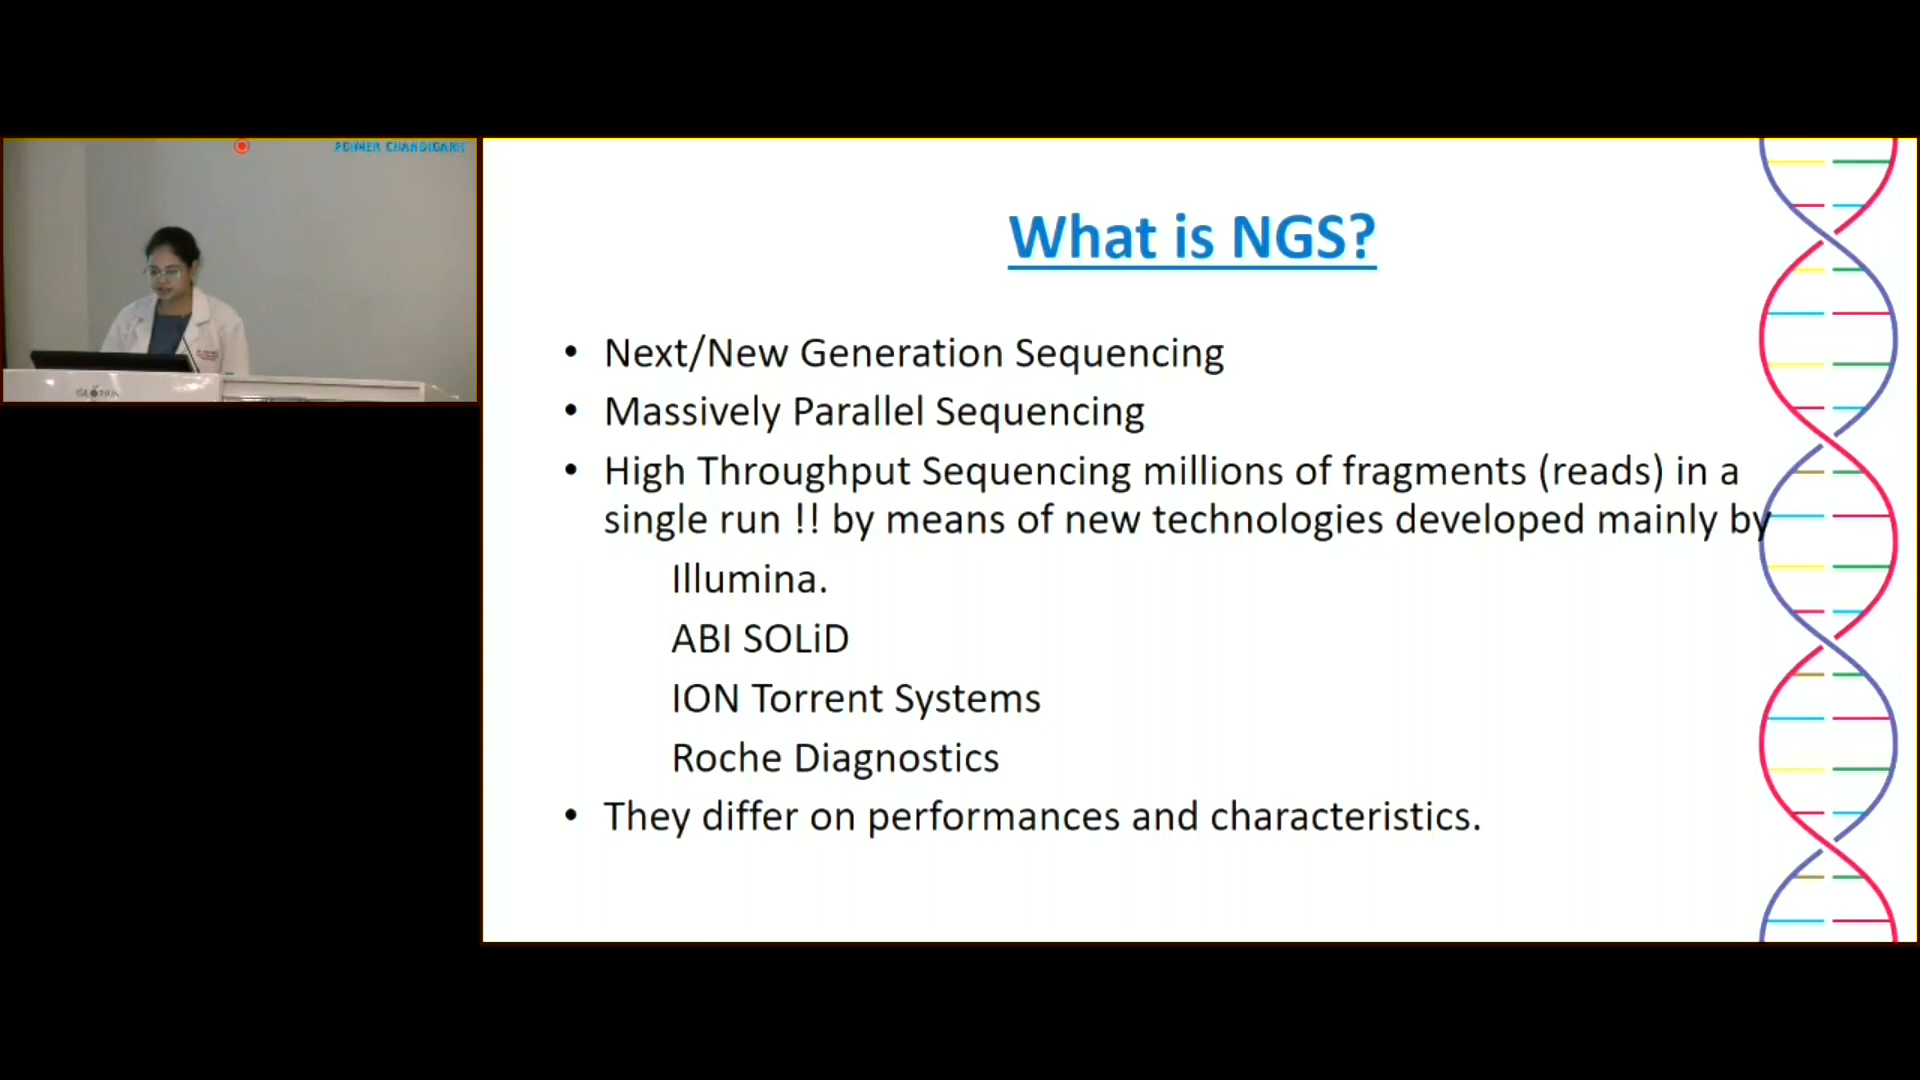 PGIMER CHANDIGARH
What is NGS?
• Next/New Generation Sequencing
• Massively Parallel Sequencing
• High Throughput Sequencing millions of fragments (reads) in a
single run !! by means of new technologies developed mainly by
Illumina.
ABI SOLiD
ION Torrent Systems
Roche Diagnostics
• They differ on performances and characteristics.